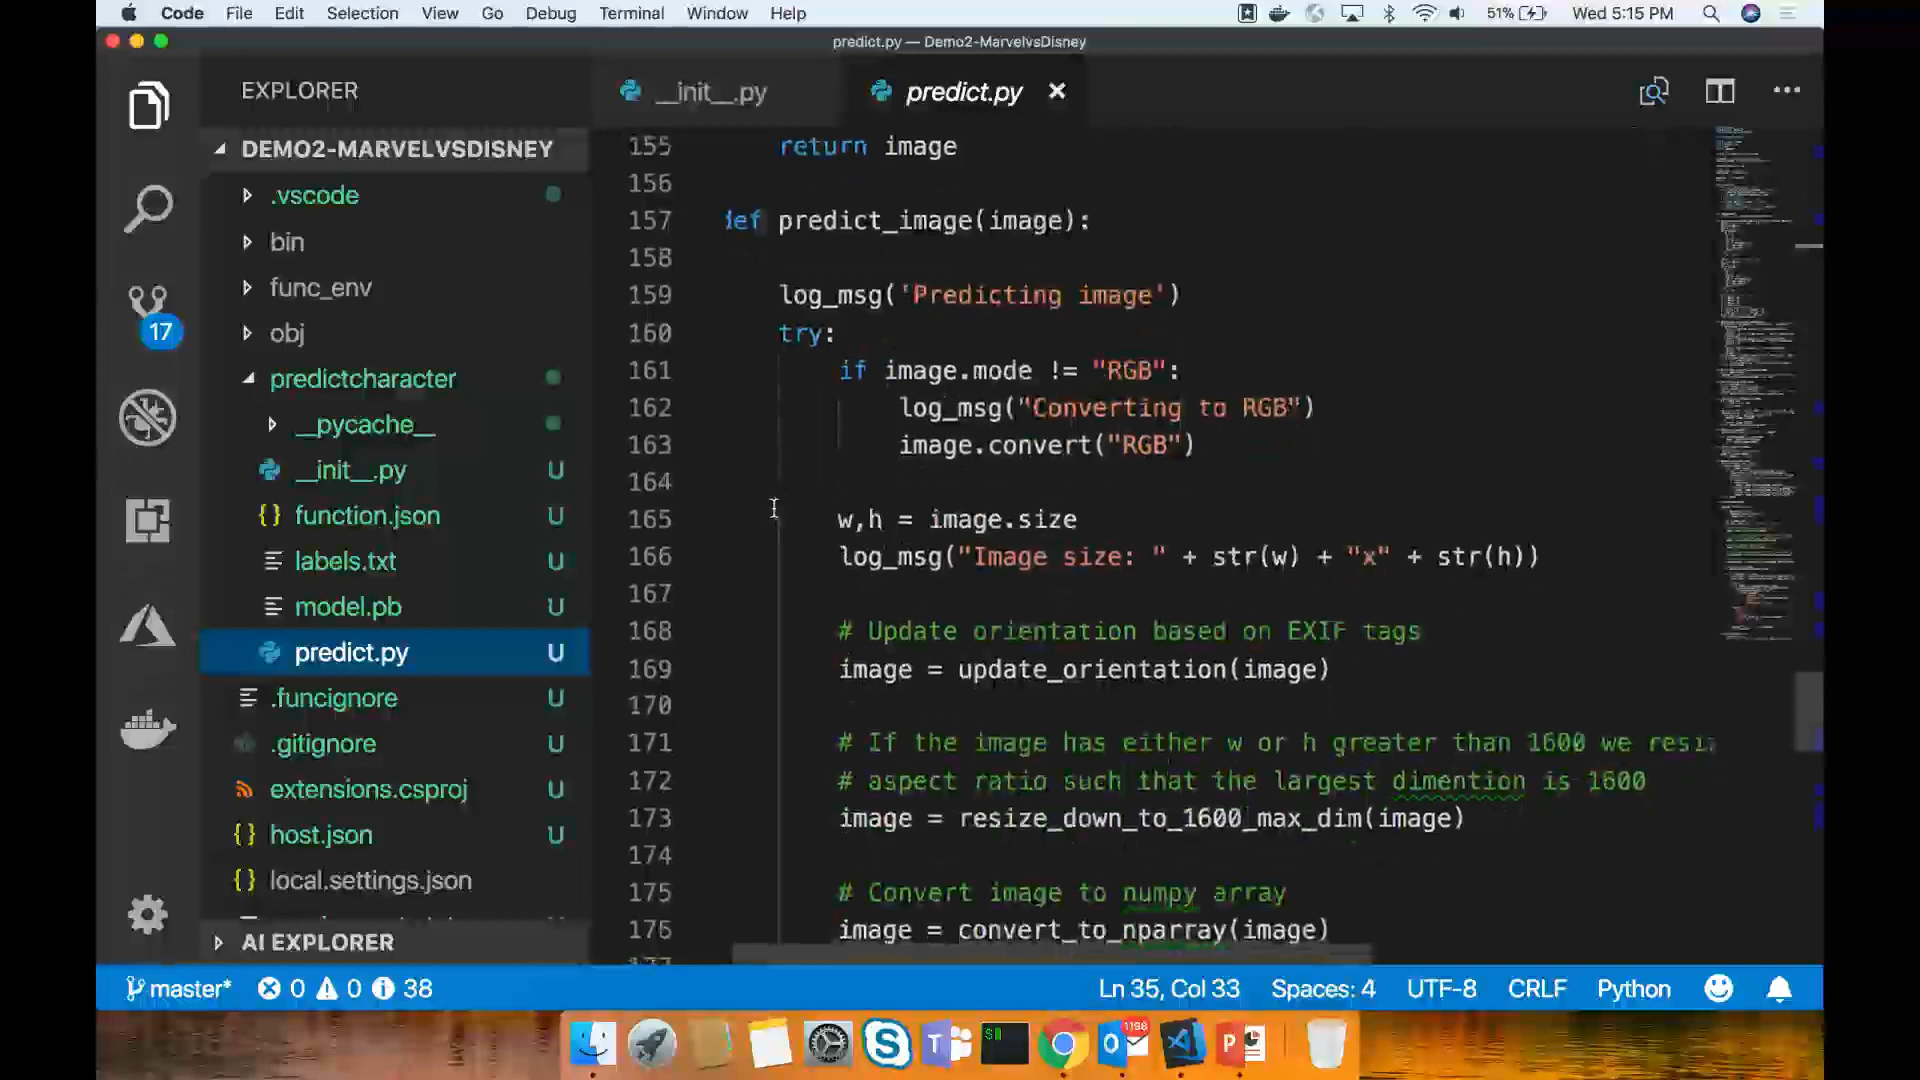 Code File Edit Selection View Go Debug Terminal Window Help 51% Wed 5:15 PM
predict.py — Demo2-MarvelvsDisney
EXPLORER
__init__.py
predict.py
DEMO2-MARVELVSDISNEY
.vscode
bin
func_env
obj
17
predictcharacter
__pycache__
__init__.py U
function.json U
labels.txt U
model.pb U
predict.py U
.funcignore U
.gitignore U
extensions.csproj U
host.json U
local.settings.json
AI EXPLORER
155 return image
156
157 def predict_image(image):
158
159 log_msg('Predicting image')
160 try:
161 if image.mode != "RGB":
162 log_msg("Converting to RGB")
163 image.convert("RGB")
164
165 w,h = image.size
166 log_msg("Image size: " + str(w) + "x" + str(h))
167
168 # Update orientation based on EXIF tags
169 image = update_orientation(image)
170
171 # If the image has either w or h greater than 1600 we resi
172 # aspect ratio such that the largest dimention is 1600
173 image = resize_down_to_1600_max_dim(image)
174
175 # Convert image to numpy array
176 image = convert_to_nparray(image)
master* 0 0 38 Ln 35, Col 33 Spaces: 4 UTF-8 CRLF Python
1198